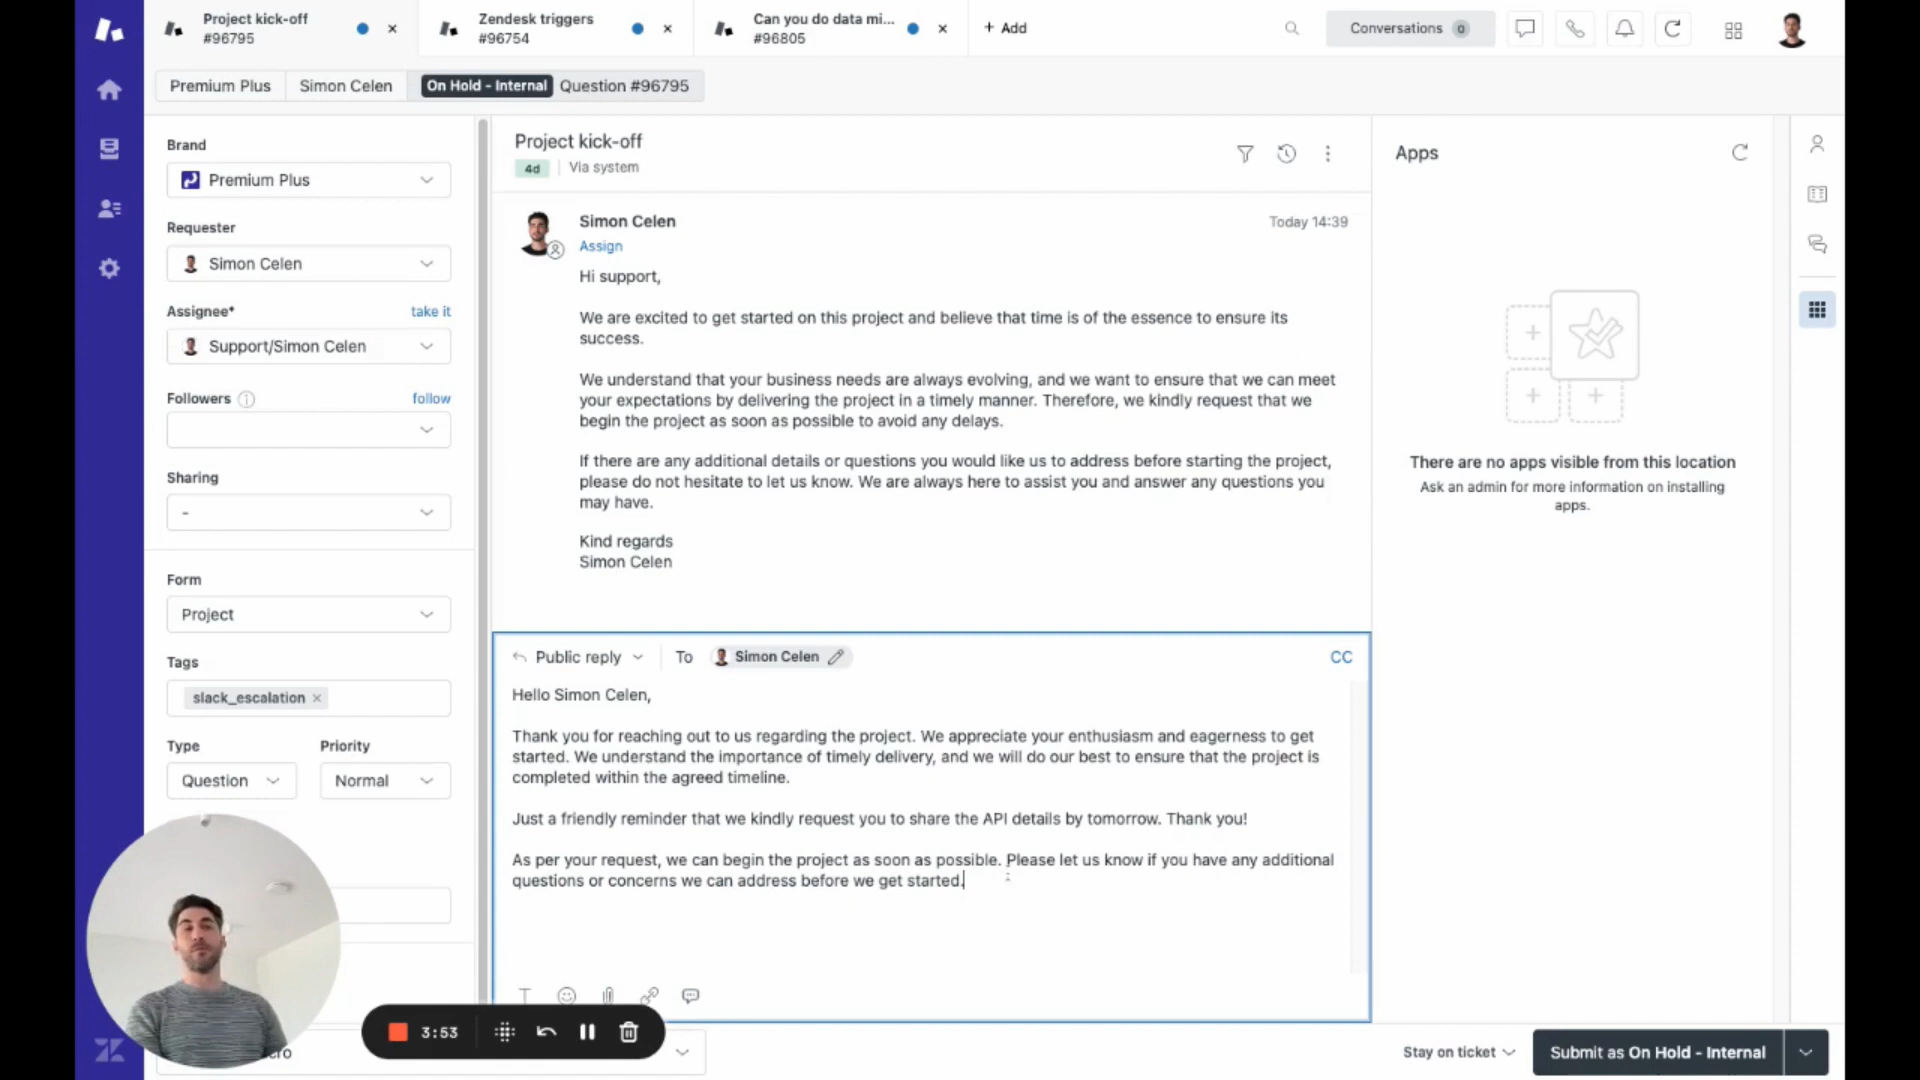 Project kick-off
#96795
Zendesk triggers
#96754
Can you do data mi...
#96805
+ Add
Conversations 0
Premium Plus
Simon Celen
On Hold - Internal Question #96795
Brand
Premium Plus
Requester
Simon Celen
Assignee* take it
Support/Simon Celen
Followers follow
Sharing
-
Form
Project
Tags
slack_escalation ×
Type Priority
Question Normal
Project kick-off
4d Via system
Simon Celen Today 14:39
Assign
Hi support,
We are excited to get started on this project and believe that time is of the essence to ensure its
success.
We understand that your business needs are always evolving, and we want to ensure that we can meet
your expectations by delivering the project in a timely manner. Therefore, we kindly request that we
begin the project as soon as possible to avoid any delays.
If there are any additional details or questions you would like us to address before starting the project,
please do not hesitate to let us know. We are always here to assist you and answer any questions you
may have.
Kind regards
Simon Celen
Public reply To Simon Celen CC
Hello Simon Celen,
Thank you for reaching out to us regarding the project. We appreciate your enthusiasm and eagerness to get
started. We understand the importance of timely delivery, and we will do our best to ensure that the project is
completed within the agreed timeline.
Just a friendly reminder that we kindly request you to share the API details by tomorrow. Thank you!
As per your request, we can begin the project as soon as possible. Please let us know if you have any additional
questions or concerns we can address before we get started.
Apps
There are no apps visible from this location
Ask an admin for more information on installing
apps.
3:53
Stay on ticket
Submit as On Hold - Internal